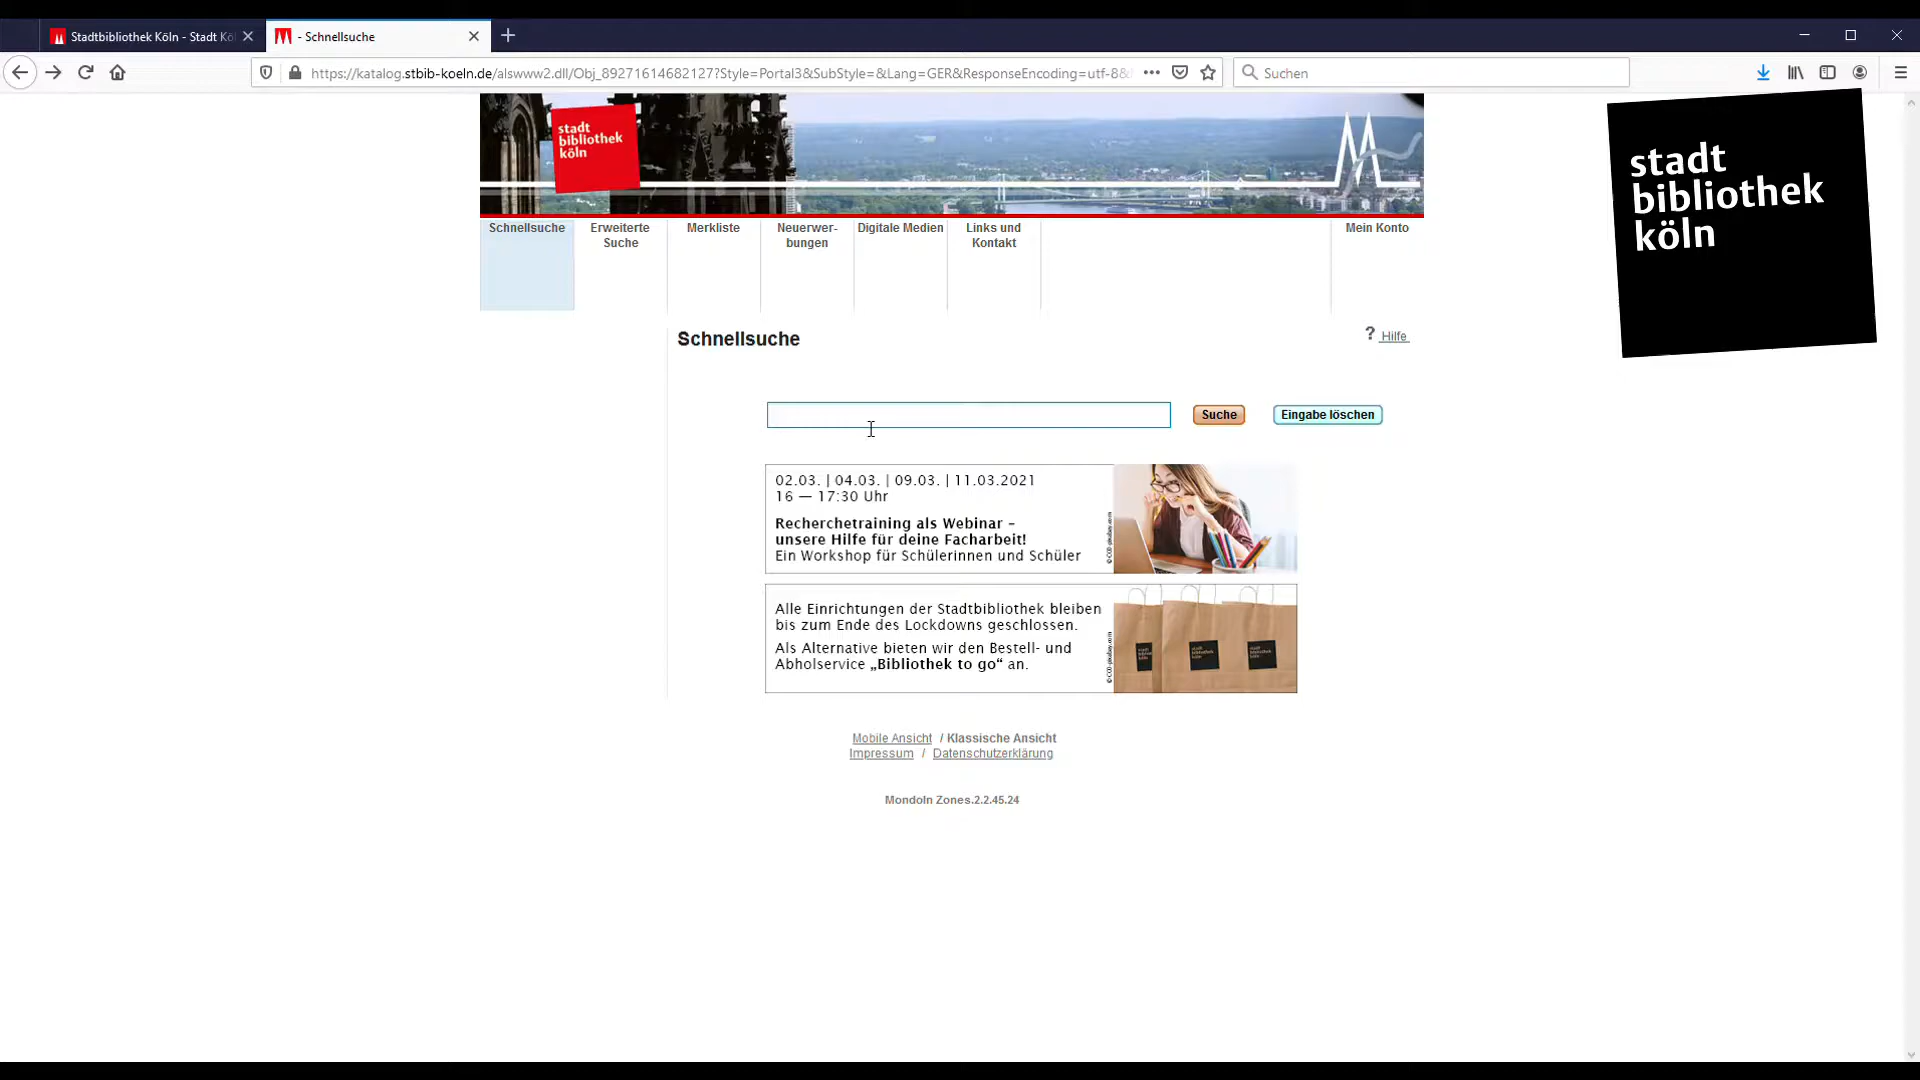 Stadtbibliothek Köln - Stadt Kö
- Schnellsuche
https://katalog.stbib-koeln.de/alswww2.dll/Obj_89271614682127?Style=Portal3&SubStyle=&Lang=GER&ResponseEncoding=utf-8&
Suchen
stadt
bibliothek
köln
stadt
bibliothek
köln
Schnellsuche
Erweiterte
Suche
Merkliste
Neuerwer-
bungen
Digitale Medien
Links und
Kontakt
Mein Konto
Schnellsuche
? Hilfe
Suche
Eingabe löschen
02.03. | 04.03. | 09.03. | 11.03.2021
16 — 17:30 Uhr
Recherchetraining als Webinar –
unsere Hilfe für deine Facharbeit!
Ein Workshop für Schülerinnen und Schüler
Alle Einrichtungen der Stadtbibliothek bleiben
bis zum Ende des Lockdowns geschlossen.
Als Alternative bieten wir den Bestell- und
Abholservice „Bibliothek to go“ an.
Mobile Ansicht / Klassische Ansicht
Impressum / Datenschutzerklärung
MondoIn Zones.2.2.45.24